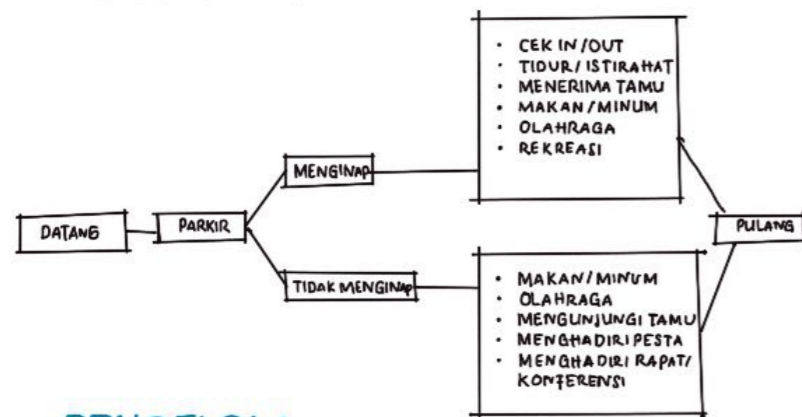 DATANG
PARKIR
MENGINAP
TIDAK MENGINAP
• CEK IN/OUT
• TIDUR/ISTIRAHAT
• MENERIMA TAMU
• MAKAN/MINUM
• OLAHRAGA
• REKREASI
• MAKAN/MINUM
• OLAHRAGA
• MENGUNJUNGI TAMU
• MENGHADIRI PESTA
• MENGHADIRI RAPAT/
KONFERENSI
PULANG